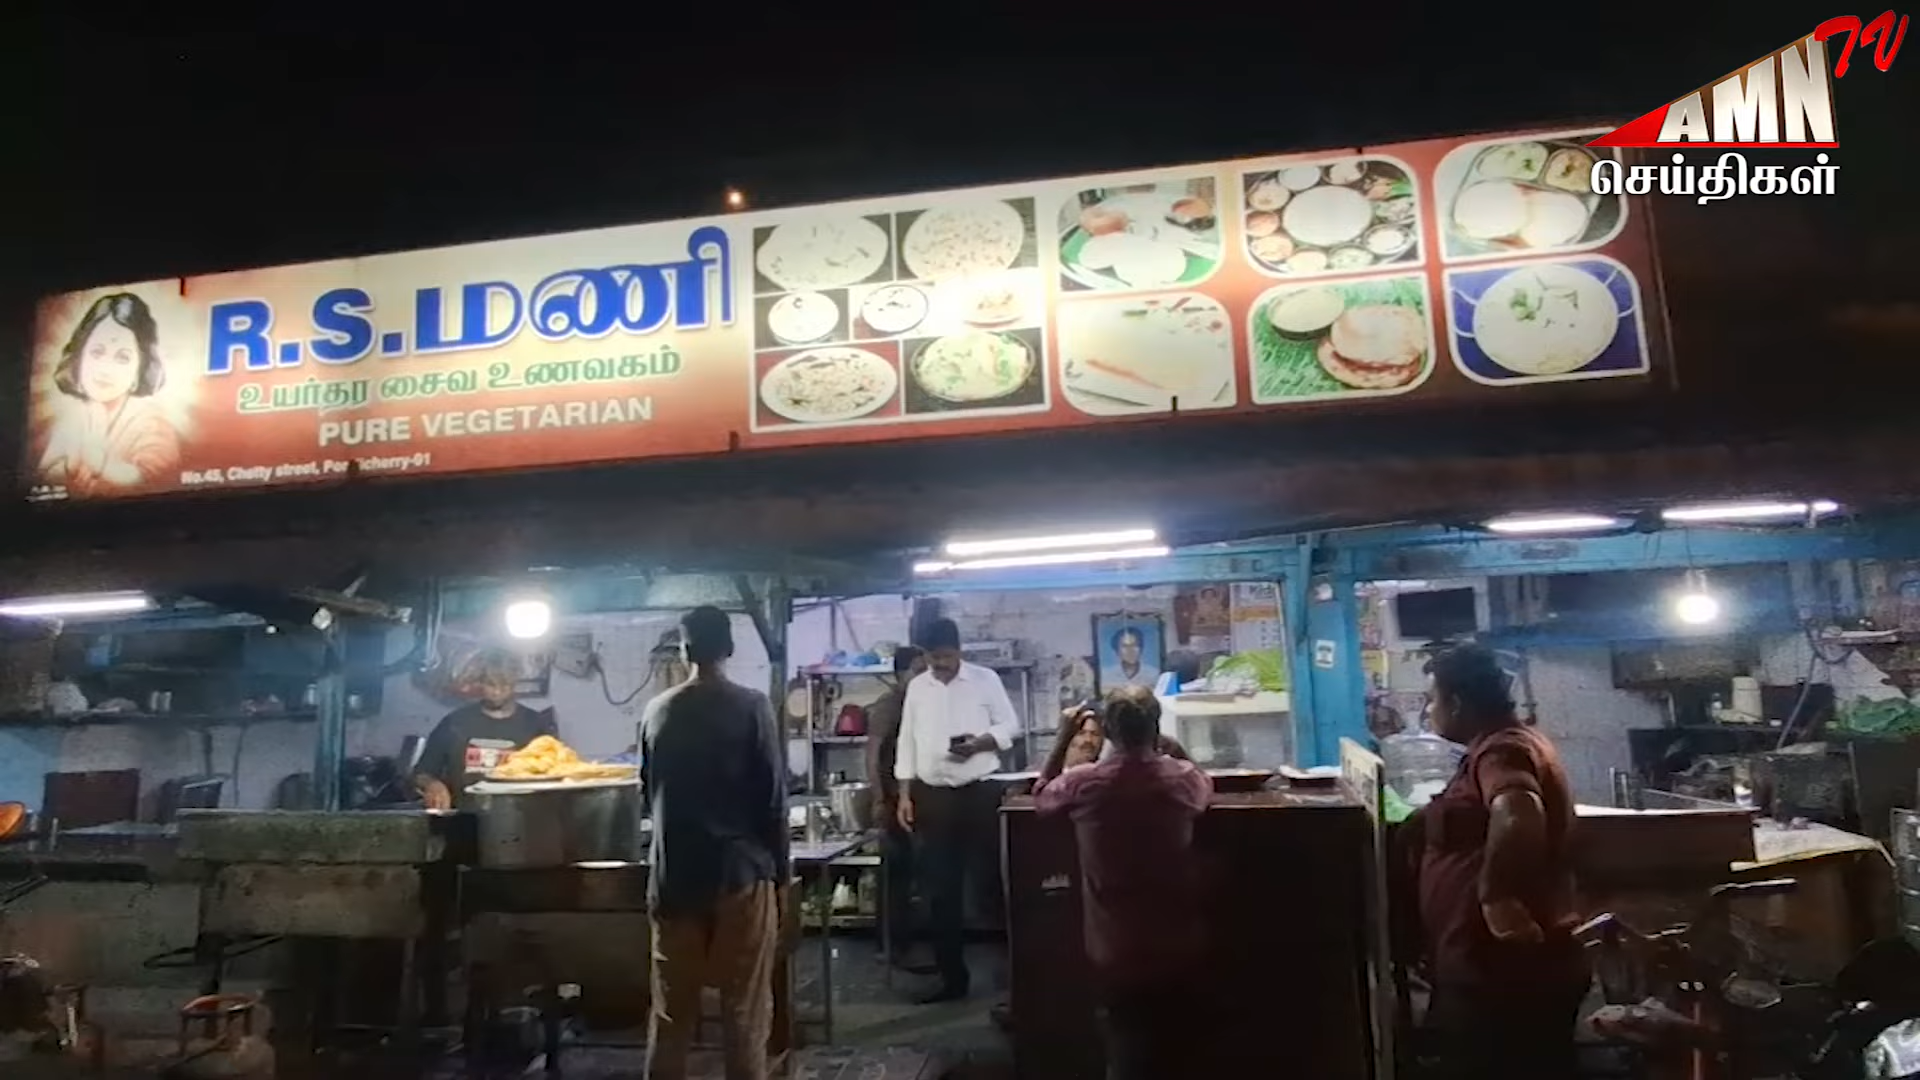 AMN TV
செய்திகள்
R.S.மணி
உயர்தர சைவ உணவகம்
PURE VEGETARIAN
No.45, Chetty street, Pondicherry-01